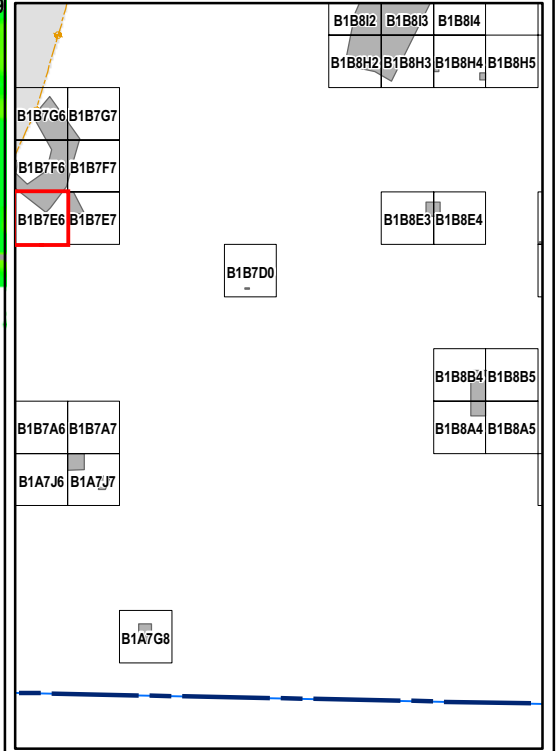 B1B8I2 B1B8I3 B1B8I4
B1B8H2 B1B8H3 B1B8H4 B1B8H5
B1B7G6 B1B7G7
B1B7F6 B1B7F7
B1B7E6 B1B7E7 B1B8E3 B1B8E4
B1B7D0
B1B8B4 B1B8B5
B1B7A6 B1B7A7 B1B8A4 B1B8A5
B1A7J6 B1A7J7
B1A7G8